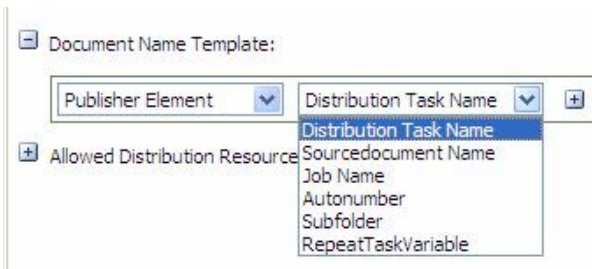 Document Name Template:
Publisher Element
Distribution Task Name
Distribution Task Name
Allowed Distribution Resource
Sourcedocument Name
Job Name
Autonumber
Subfolder
RepeatTaskVariable